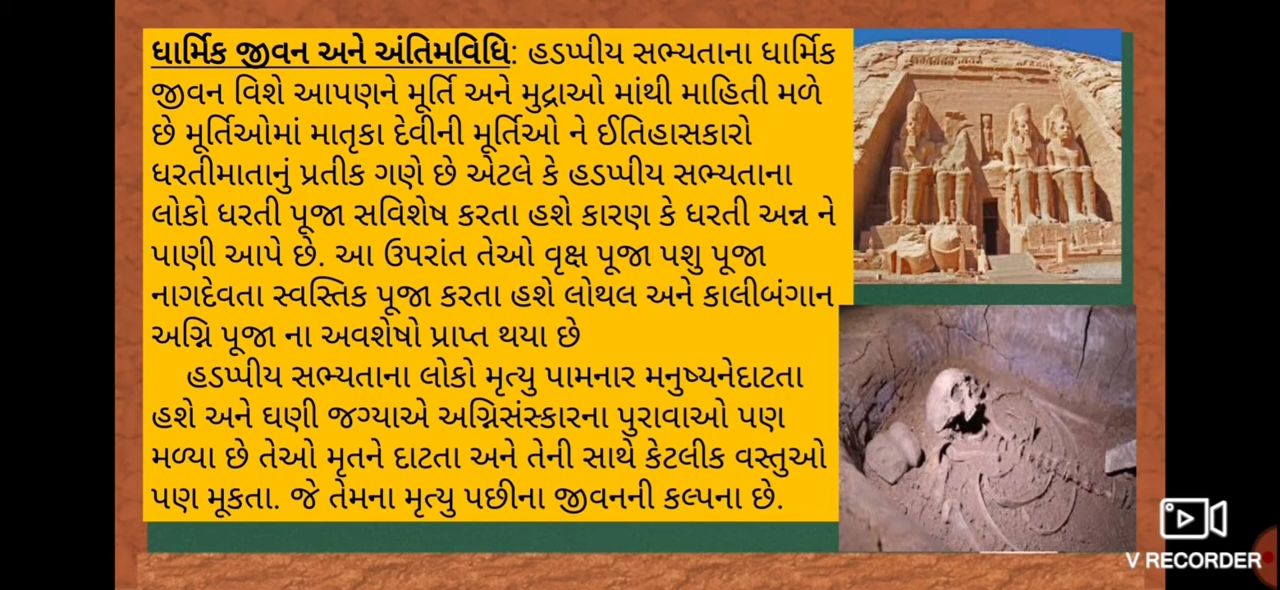 ધાર્મિક જીવન અને અંતિમવિધિ: હડપ્પીય સભ્યતાના ધાર્મિક
જીવન વિશે આપણને મૂર્તિ અને મુદ્રાઓ માંથી માહિતી મળે
છે મૂર્તિઓમાં માતૃકા દેવીની મૂર્તિઓ ને ઈતિહાસકારો
ધરતીમાતાનું પ્રતીક ગણે છે એટલે કે હડપ્પીય સભ્યતાના
લોકો ધરતી પૂજા સવિશેષ કરતા હશે કારણ કે ધરતી અન્ન ને
પાણી આપે છે. આ ઉપરાંત તેઓ વૃક્ષ પૂજા પશુ પૂજા
નાગદેવતા સ્વસ્તિક પૂજા કરતા હશે લોથલ અને કાલીબંગાન
અગ્નિ પૂજા ના અવશેષો પ્રાપ્ત થયા છે
હડપ્પીય સભ્યતાના લોકો મૃત્યુ પામનાર મનુષ્યનેદાટતા
હશે અને ઘણી જગ્યાએ અગ્નિસંસ્કારના પુરાવાઓ પણ
મળ્યા છે તેઓ મૃતને દાટતા અને તેની સાથે કેટલીક વસ્તુઓ
પણ મૂકતા. જે તેમના મૃત્યુ પછીના જીવનની કલ્પના છે.
V RECORDER